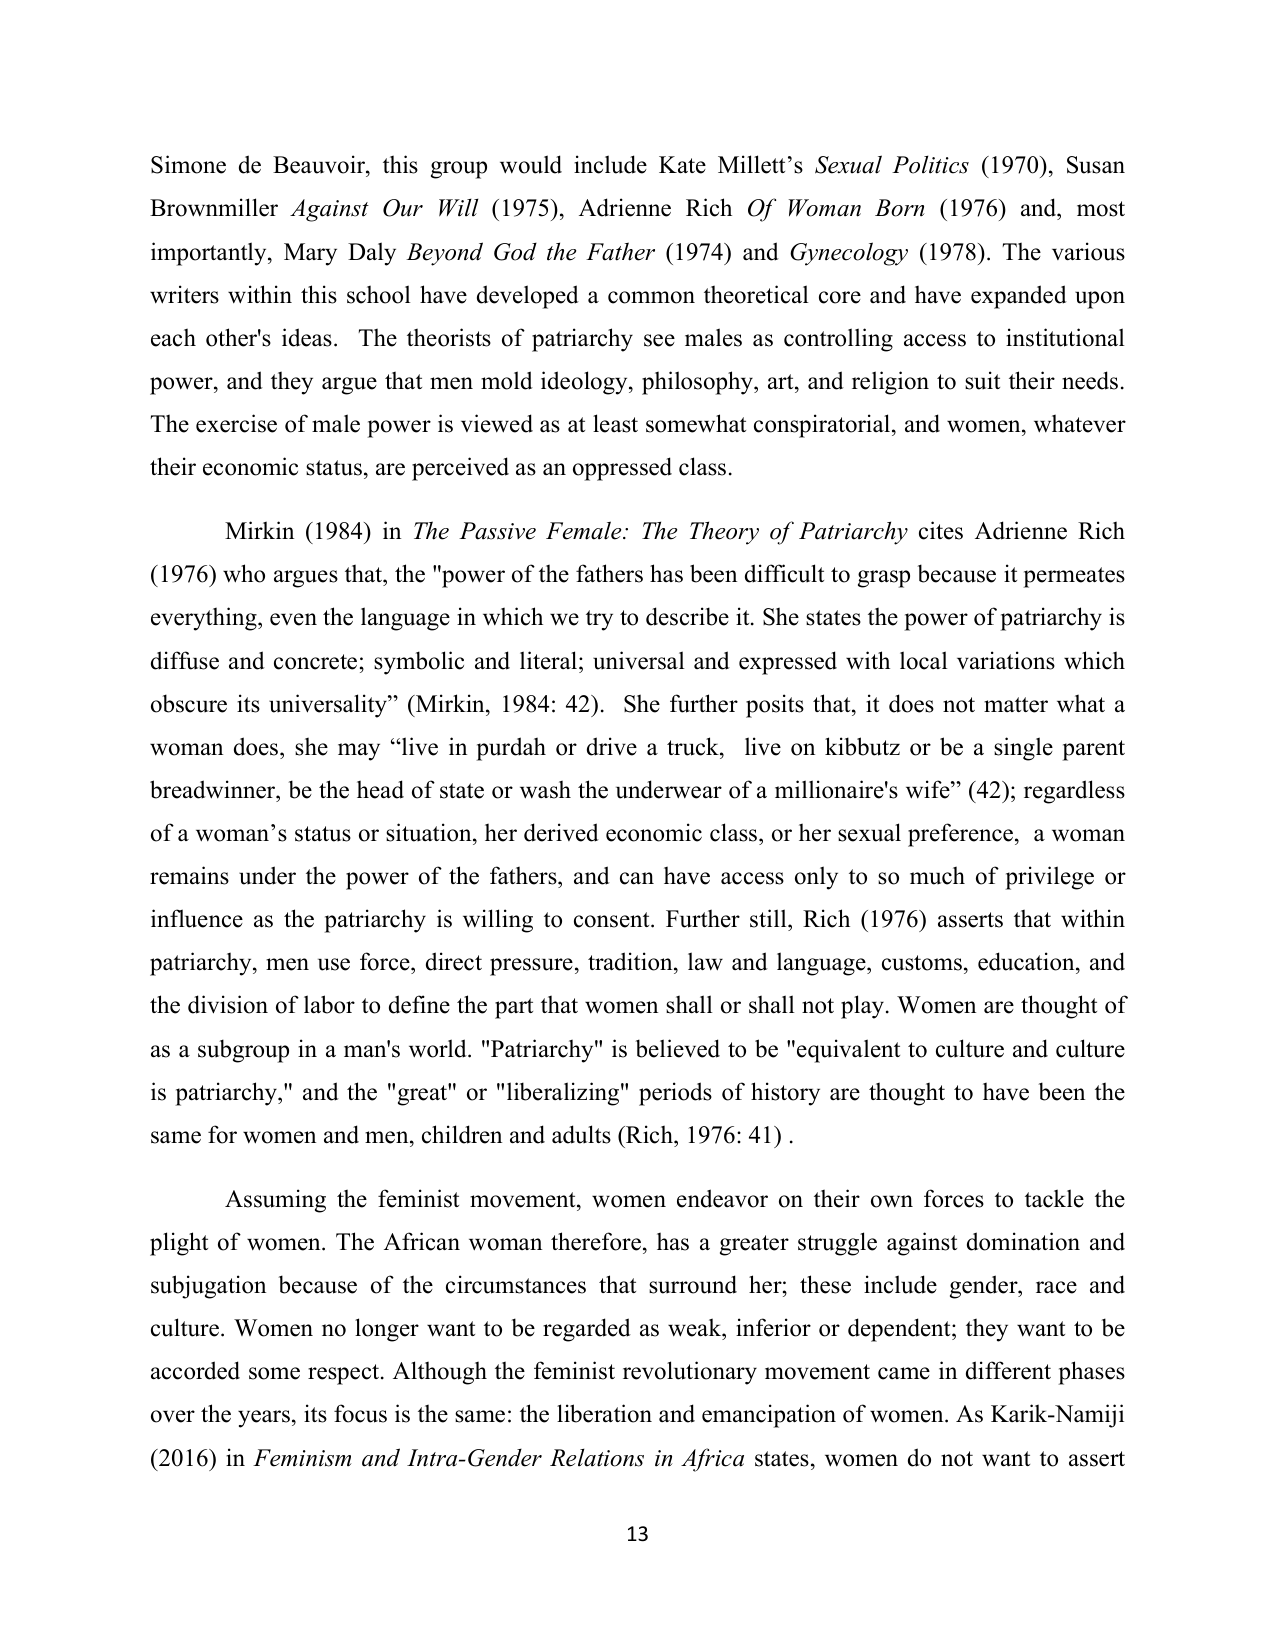 Simone de Beauvoir, this group would include Kate Millett’s Sexual Politics (1970), Susan
Brownmiller Against Our Will (1975), Adrienne Rich Of Woman Born (1976) and, most
importantly, Mary Daly Beyond God the Father (1974) and Gynecology (1978). The various
writers within this school have developed a common theoretical core and have expanded upon
each other's ideas.  The theorists of patriarchy see males as controlling access to institutional
power, and they argue that men mold ideology, philosophy, art, and religion to suit their needs.
The exercise of male power is viewed as at least somewhat conspiratorial, and women, whatever
their economic status, are perceived as an oppressed class.
Mirkin (1984) in The Passive Female: The Theory of Patriarchy cites Adrienne Rich
(1976) who argues that, the "power of the fathers has been difficult to grasp because it permeates
everything, even the language in which we try to describe it. She states the power of patriarchy is
diffuse and concrete; symbolic and literal; universal and expressed with local variations which
obscure its universality” (Mirkin, 1984: 42).  She further posits that, it does not matter what a
woman does, she may “live in purdah or drive a truck,  live on kibbutz or be a single parent
breadwinner, be the head of state or wash the underwear of a millionaire's wife” (42); regardless
of a woman’s status or situation, her derived economic class, or her sexual preference,  a woman
remains under the power of the fathers, and can have access only to so much of privilege or
influence as the patriarchy is willing to consent. Further still, Rich (1976) asserts that within
patriarchy, men use force, direct pressure, tradition, law and language, customs, education, and
the division of labor to define the part that women shall or shall not play. Women are thought of
as a subgroup in a man's world. "Patriarchy" is believed to be "equivalent to culture and culture
is patriarchy," and the "great" or "liberalizing" periods of history are thought to have been the
same for women and men, children and adults (Rich, 1976: 41) .
Assuming the feminist movement, women endeavor on their own forces to tackle the
plight of women. The African woman therefore, has a greater struggle against domination and
subjugation because of the circumstances that surround her; these include gender, race and
culture. Women no longer want to be regarded as weak, inferior or dependent; they want to be
accorded some respect. Although the feminist revolutionary movement came in different phases
over the years, its focus is the same: the liberation and emancipation of women. As Karik-Namiji
(2016) in Feminism and Intra-Gender Relations in Africa states, women do not want to assert
13